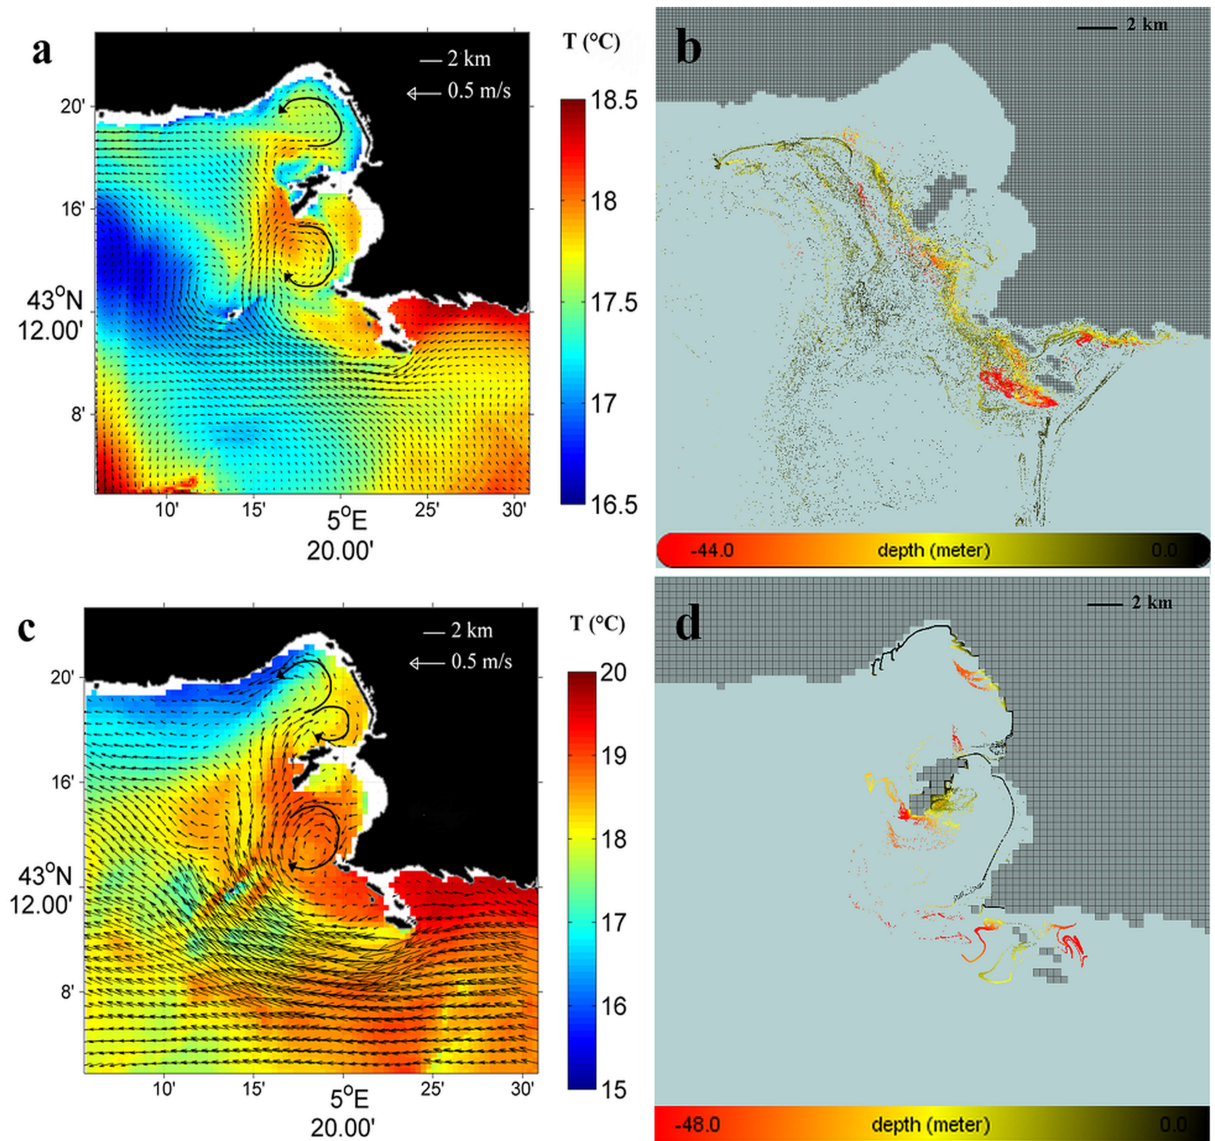 a
T (°C)
2 km
0.5 m/s
20'
16'
43°N
12.00'
8'
10'
15'
5°E
20.00'
25'
30'
18.5
18
17.5
17
16.5
b
2 km
-44.0
depth (meter)
0.0
c
T (°C)
2 km
0.5 m/s
20'
16'
43°N
12.00'
8'
10'
15'
5°E
20.00'
25'
30'
20
19
18
17
16
15
d
2 km
-48.0
depth (meter)
0.0